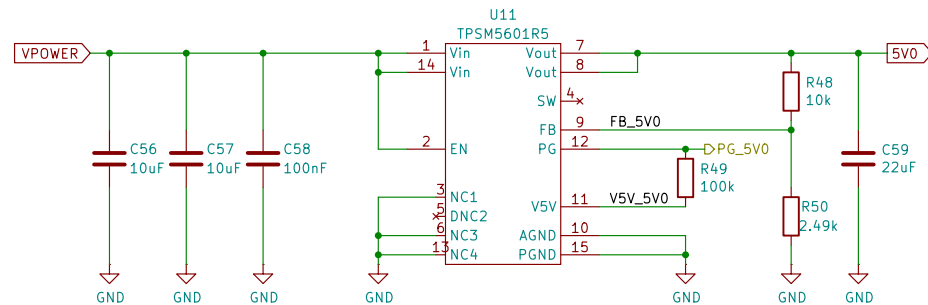 U11
TPSM5601R5
VPOWER
1
Vin
Vout
7
5V0
14
Vin
Vout
8
SW
4
R48
10k
9
FB
FB_5V0
2
EN
PG
12
PG_5V0
C56
10uF
C57
10uF
C58
100nF
C59
22uF
R49
100k
3
NC1
V5V
11
V5V_5V0
5
DNC2
R50
2.49k
6
NC3
AGND
10
13
NC4
PGND
15
GND
GND
GND
GND
GND
GND
GND